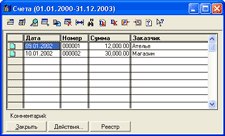 Счета (01.01.2000-31.12.2003)
Дата Номер Сумма Заказчик
09.01.2002 000001 12,000.00 Ателье
10.01.2002 000002 30,000.00 Магазин
Комментарий:
Закрыть Действия... Реестр